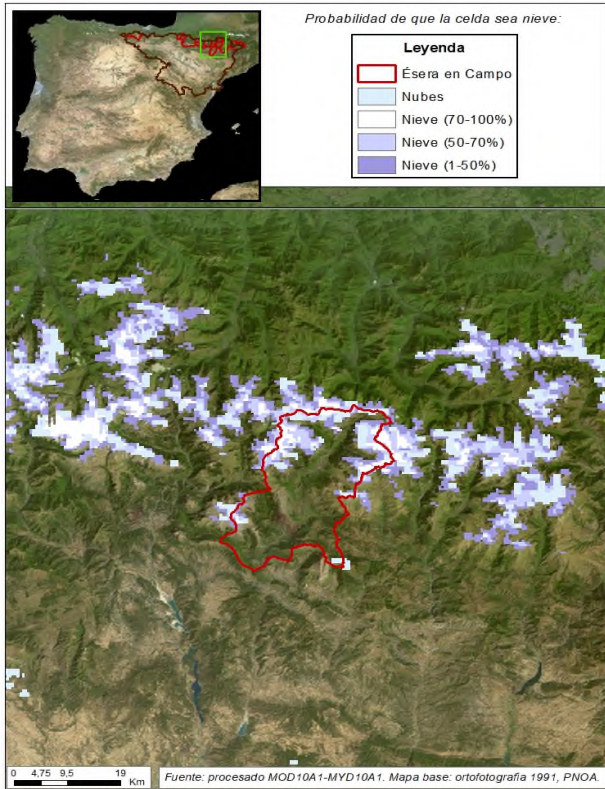 Probabilidad de que la celda sea nieve:
Leyenda
Ésera en Campo
Nubes
Nieve (70-100%)
Nieve (50-70%)
Nieve (1-50%)
0 4,75 9,5 19
Km
Fuente: procesado MOD10A1-MYD10A1. Mapa base: ortofotografía 1991, PNOA.